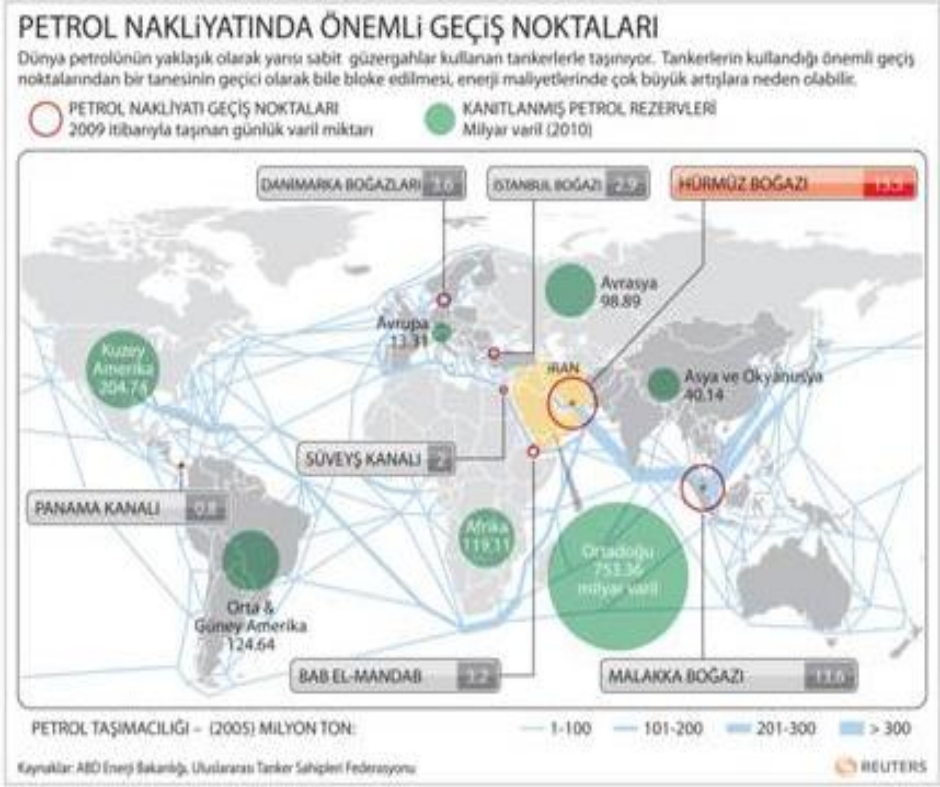 PETROL NAKLİYATINDA ÖNEMLİ GEÇİŞ NOKTALARI
Dünya petrolünün yaklaşık olarak yarısı sabit güzergahlar kullanan tankerlerle taşınıyor. Tankerlerin kullandığı önemli geçiş
noktalarından bir tanesinin geçici olarak bile bloke edilmesi, enerji maliyetlerinde çok büyük artışlara neden olabilir.
PETROL NAKLİYATI GEÇİŞ NOKTALARI
2009 itibarıyla taşınan günlük varil miktarı
KANITLANMIŞ PETROL REZERVLERİ
Milyar varil (2010)
DANİMARKA BOĞAZLARI
İSTANBUL BOĞAZI 2.9
HÜRMÜZ BOĞAZI
Avrasya
98.89
Avrupa
13.31
Kuzey
Amerika
204.74
İRAN
Asya ve Okyanusya
40.14
SÜVEYŞ KANALI 2
PANAMA KANALI 0.8
Afrika
119.11
Ortadoğu
753.36
milyar varil
Orta &
Güney Amerika
124.64
BAB EL-MANDAB 3.2
MALAKKA BOĞAZI 13.6
PETROL TAŞIMACILIĞI – (2005) MİLYON TON:
1-100
101-200
201-300
> 300
Kaynaklar: ABD Enerji Bakanlığı, Uluslararası Tanker Sahipleri Federasyonu
REUTERS